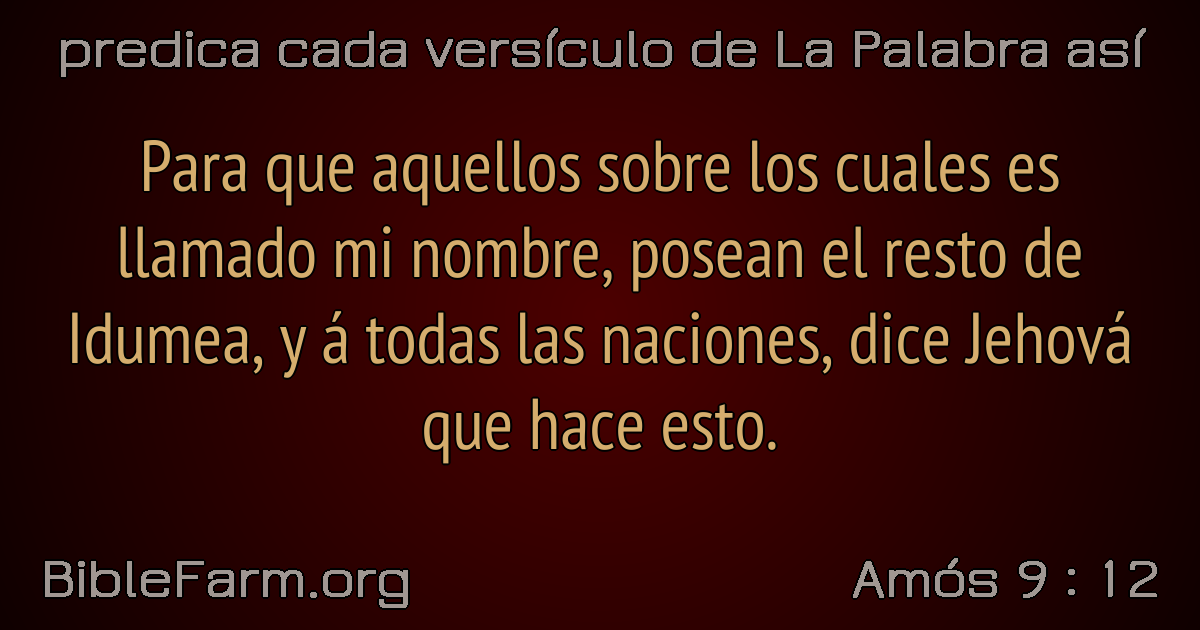 predica cada versículo de La Palabra así
Para que aquellos sobre los cuales es
llamado mi nombre, posean el resto de
Idumea, y á todas las naciones, dice Jehová
que hace esto.
BibleFarm.org
Amós 9 : 12